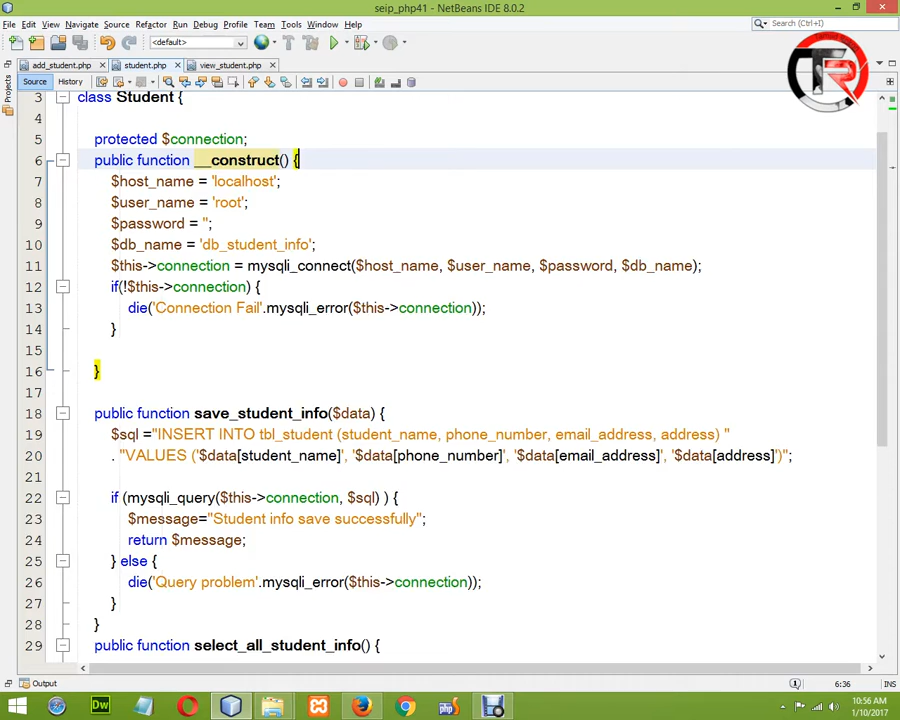 seip_php41 - NetBeans IDE 8.0.2
File Edit View Navigate Source Refactor Run Debug Profile Team Tools Window Help
Search (Ctrl+I)
<default>
add_student.php student.php view_student.php
Source History
Projects
3 class Student {
4
5 protected $connection;
6 public function __construct() {
7 $host_name = 'localhost';
8 $user_name = 'root';
9 $password = '';
10 $db_name = 'db_student_info';
11 $this->connection = mysqli_connect($host_name, $user_name, $password, $db_name);
12 if(!$this->connection) {
13 die('Connection Fail'.mysqli_error($this->connection));
14 }
15
16 }
17
18 public function save_student_info($data) {
19 $sql ="INSERT INTO tbl_student (student_name, phone_number, email_address, address) "
20 . "VALUES ('$data[student_name]', '$data[phone_number]', '$data[email_address]', '$data[address]')";
21
22 if (mysqli_query($this->connection, $sql) ) {
23 $message="Student info save successfully";
24 return $message;
25 } else {
26 die('Query problem'.mysqli_error($this->connection));
27 }
28 }
29 public function select_all_student_info() {
Output
6:36 INS
Dw
php
10:56 AM
1/10/2017